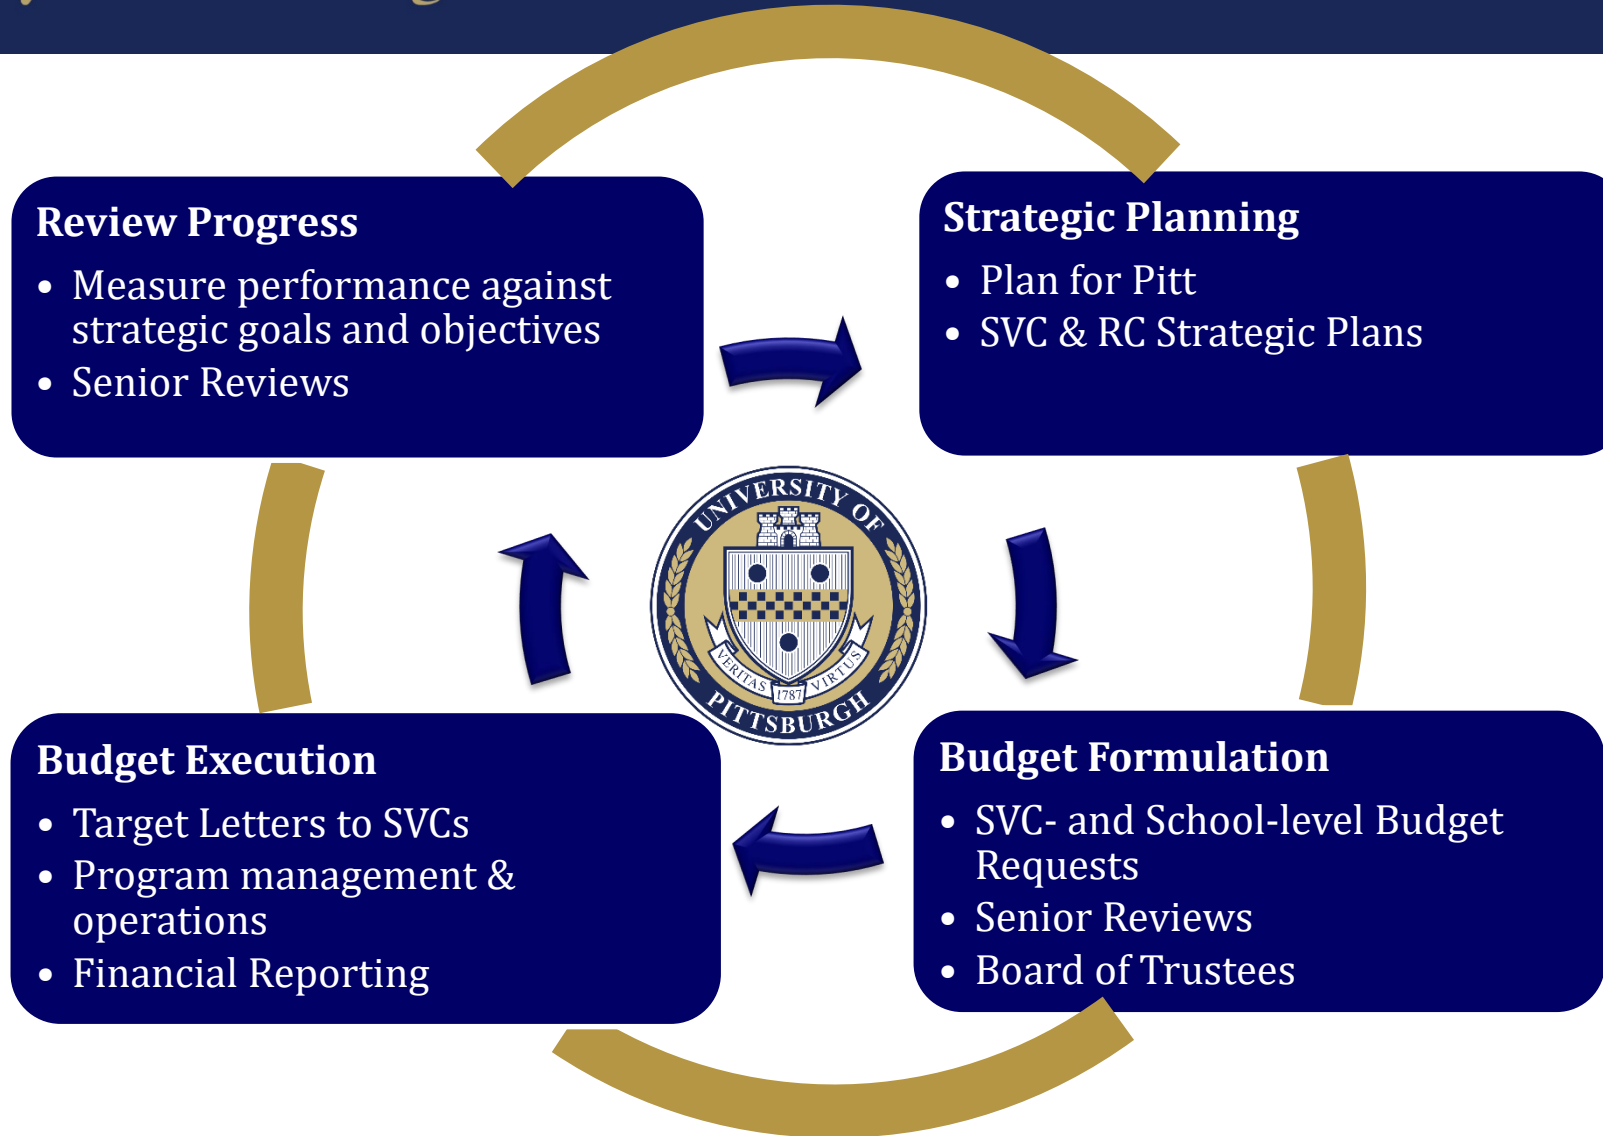 Review Progress
• Measure performance against
strategic goals and objectives
• Senior Reviews
Strategic Planning
• Plan for Pitt
• SVC & RC Strategic Plans
UNIVERSITY OF
PITTSBURGH
VERITAS
1787
VIRTUS
Budget Execution
• Target Letters to SVCs
• Program management &
operations
• Financial Reporting
Budget Formulation
• SVC- and School-level Budget
Requests
• Senior Reviews
• Board of Trustees